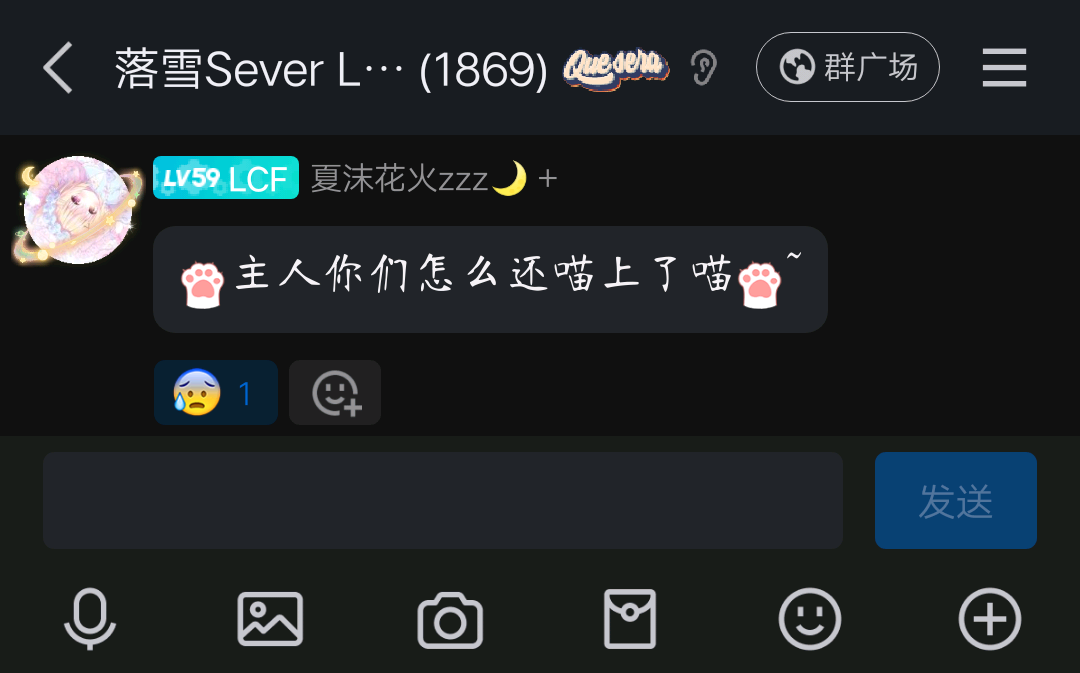 落雪Sever L… (1869) Que sera 群广场
LV59 LCF 夏沫花火zzz🌙 +
🐾主人你们怎么还喵上了喵🐾~
😰 1
发送